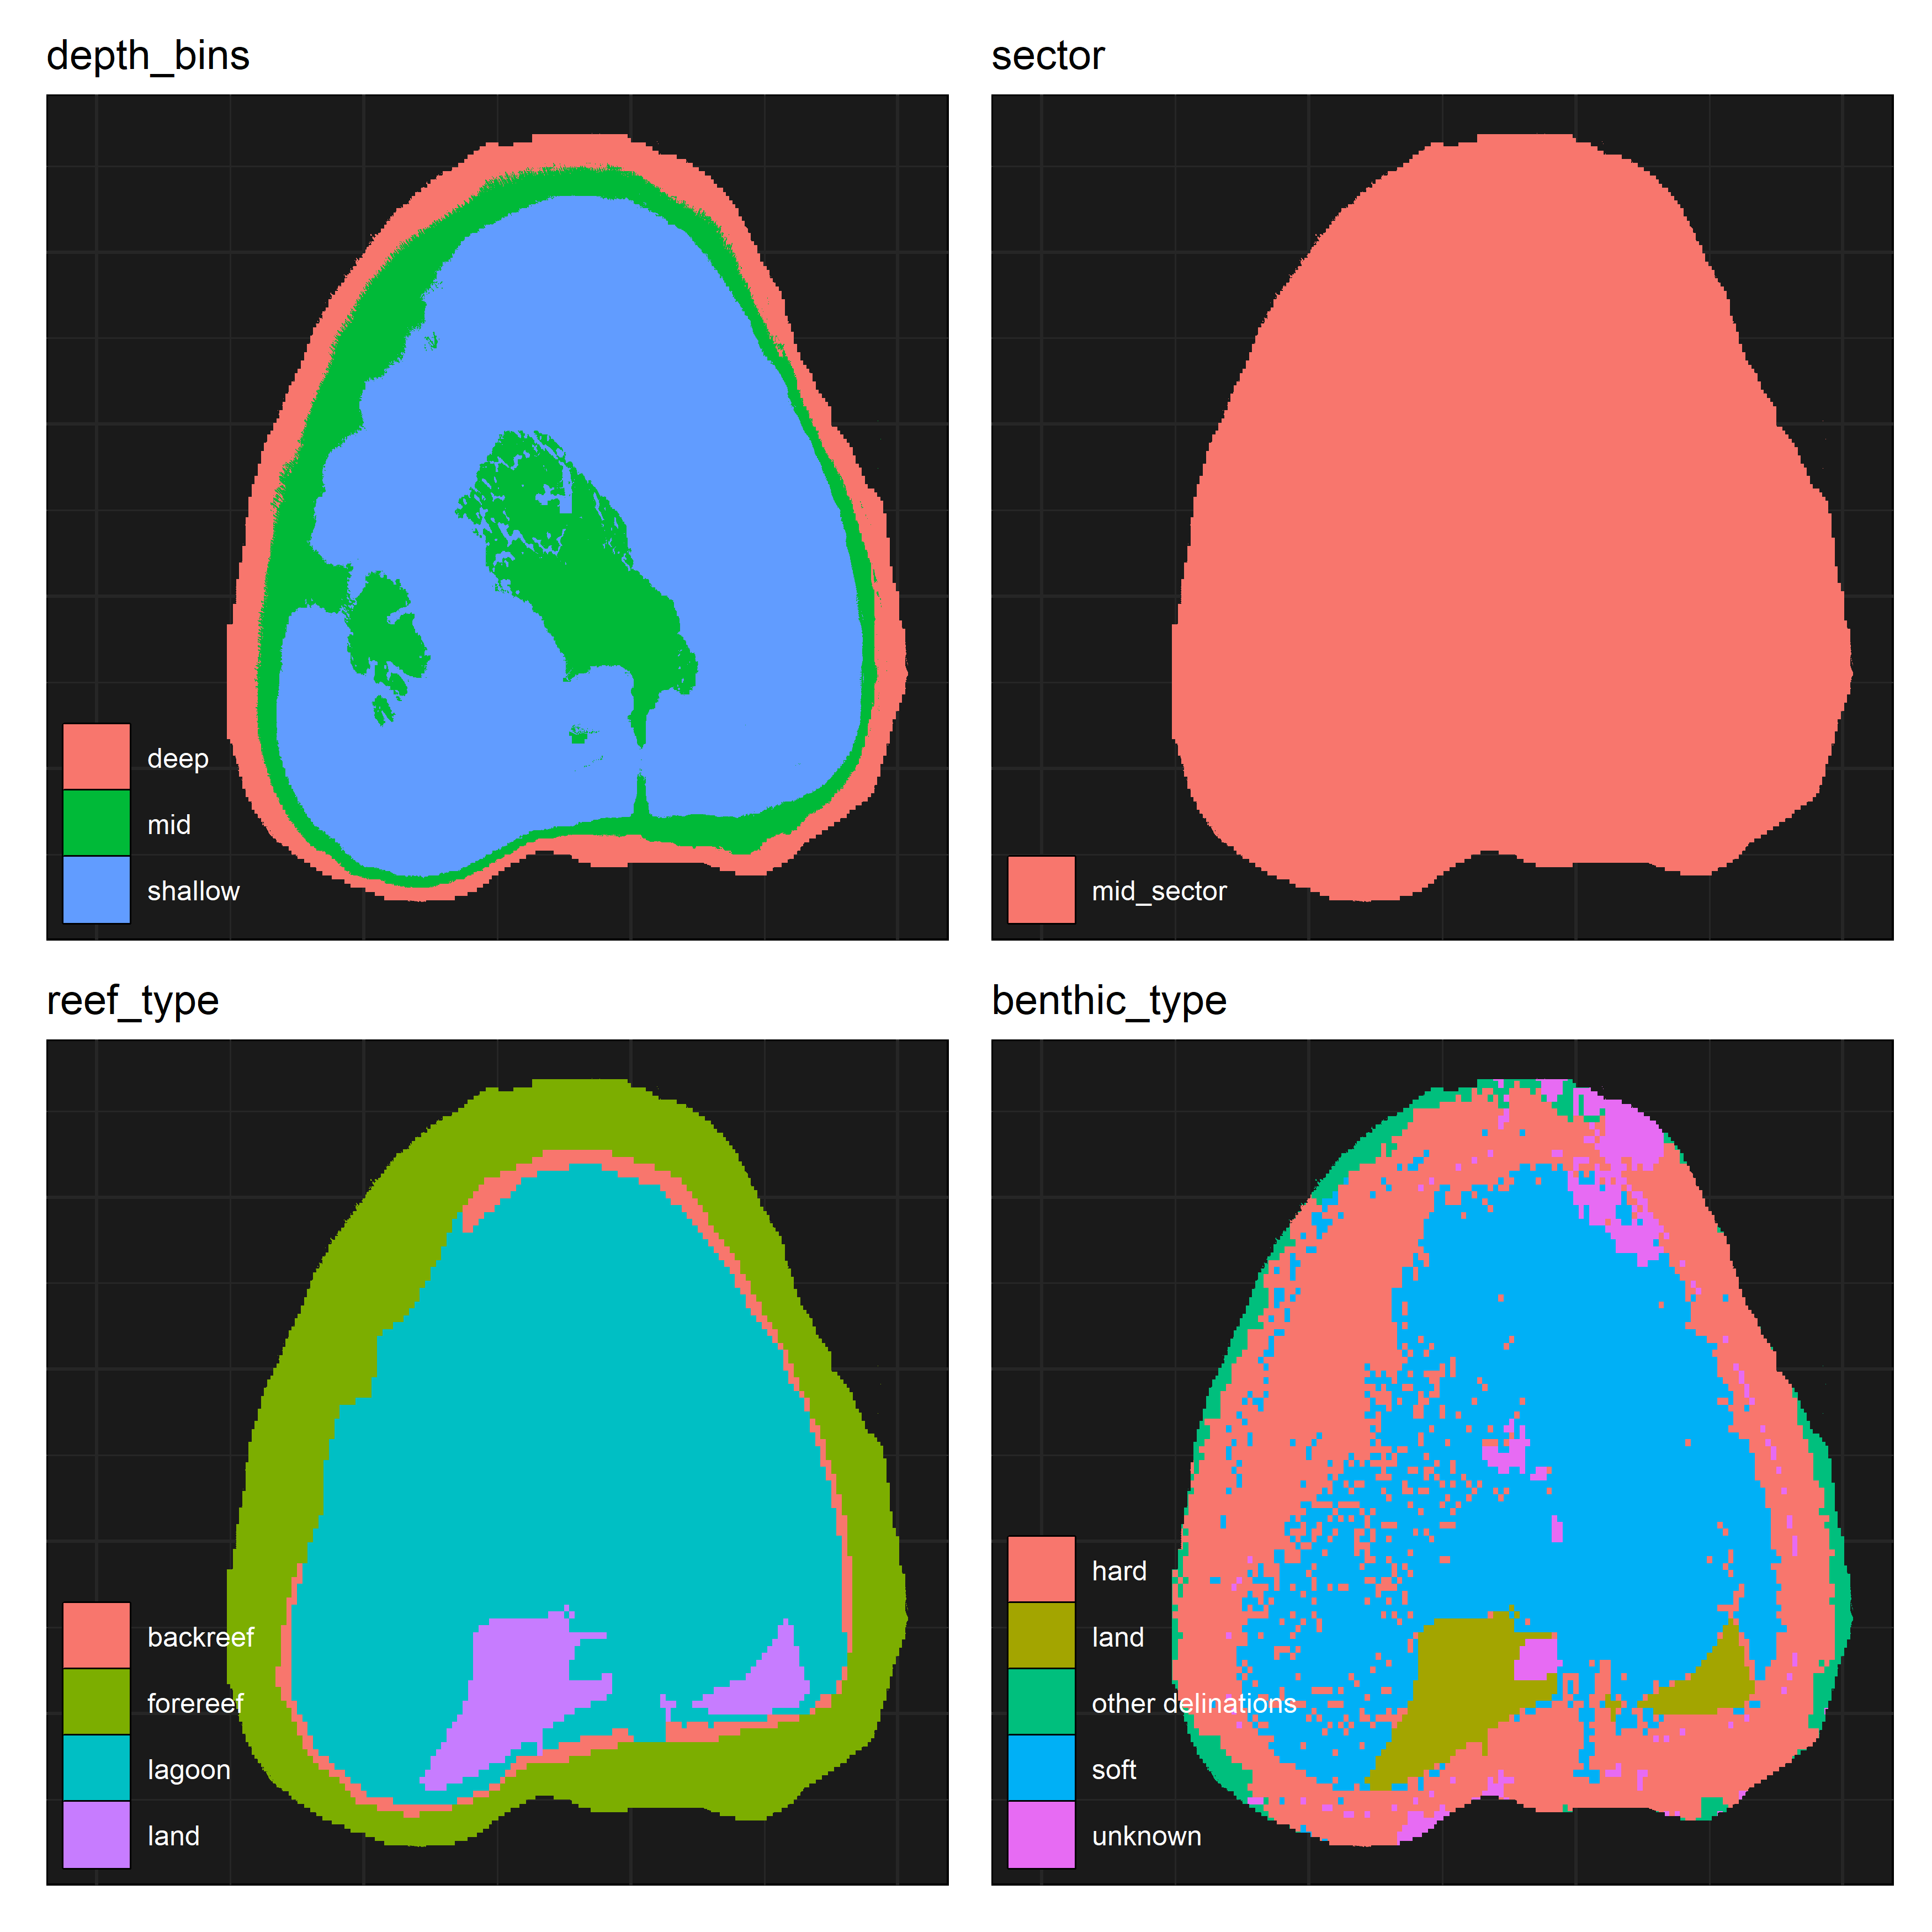 depth_bins
deep
mid
shallow
sector
mid_sector
reef_type
backreef
forereef
lagoon
land
benthic_type
hard
land
other delinations
soft
unknown